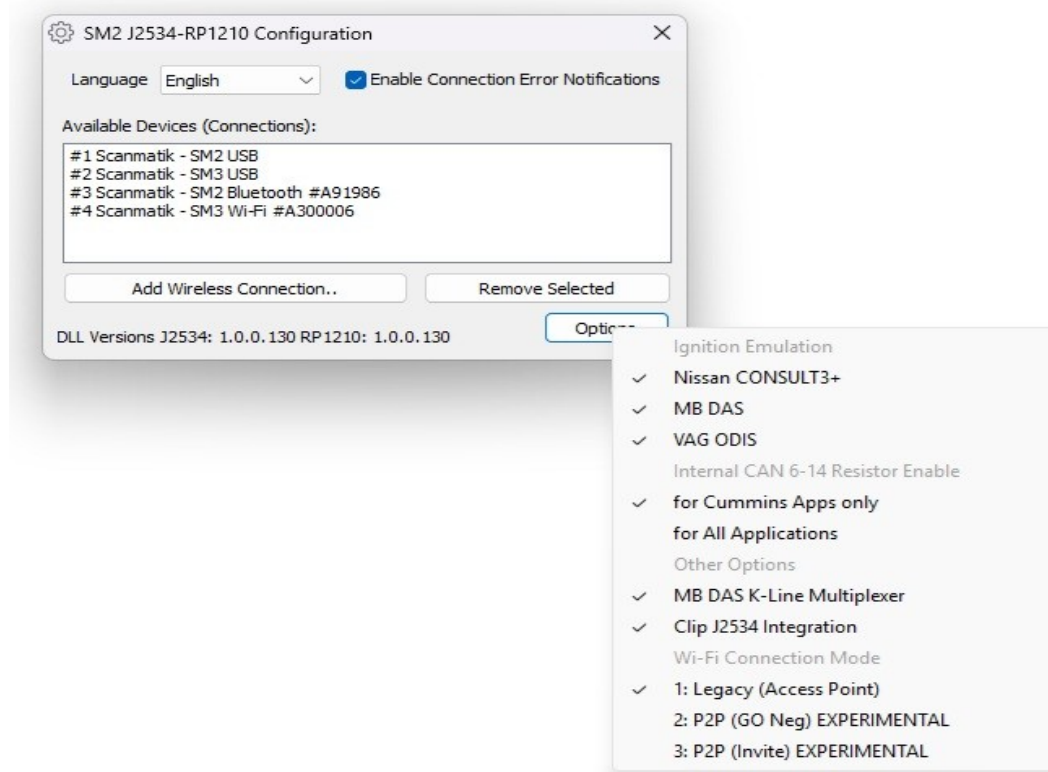 SM2 J2534-RP1210 Configuration
Language English Enable Connection Error Notifications
Available Devices (Connections):
#1 Scanmatik - SM2 USB
#2 Scanmatik - SM3 USB
#3 Scanmatik - SM2 Bluetooth #A91986
#4 Scanmatik - SM3 Wi-Fi #A300006
Add Wireless Connection.. Remove Selected
DLL Versions J2534: 1.0.0.130 RP1210: 1.0.0.130
Ignition Emulation
Nissan CONSULT3+
MB DAS
VAG ODIS
Internal CAN 6-14 Resistor Enable
for Cummins Apps only
for All Applications
Other Options
MB DAS K-Line Multiplexer
Clip J2534 Integration
Wi-Fi Connection Mode
1: Legacy (Access Point)
2: P2P (GO Neg) EXPERIMENTAL
3: P2P (Invite) EXPERIMENTAL